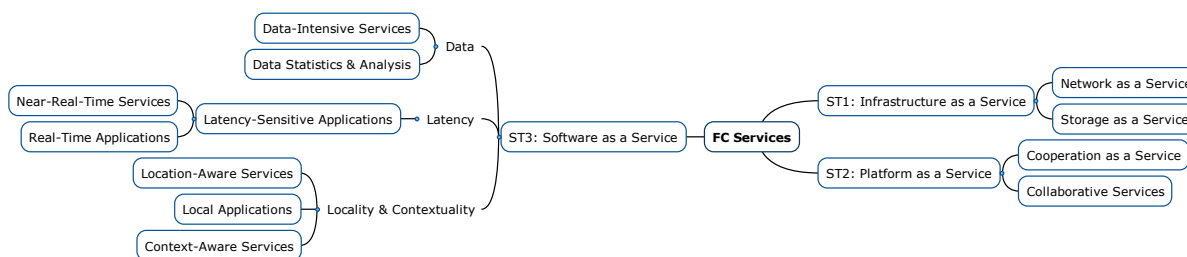 Data-Intensive Services
Data Statistics & Analysis
Data
Near-Real-Time Services
Real-Time Applications
Latency-Sensitive Applications
Latency
Location-Aware Services
Local Applications
Context-Aware Services
Locality & Contextuality
ST3: Software as a Service
FC Services
ST1: Infrastructure as a Service
Network as a Service
Storage as a Service
ST2: Platform as a Service
Cooperation as a Service
Collaborative Services